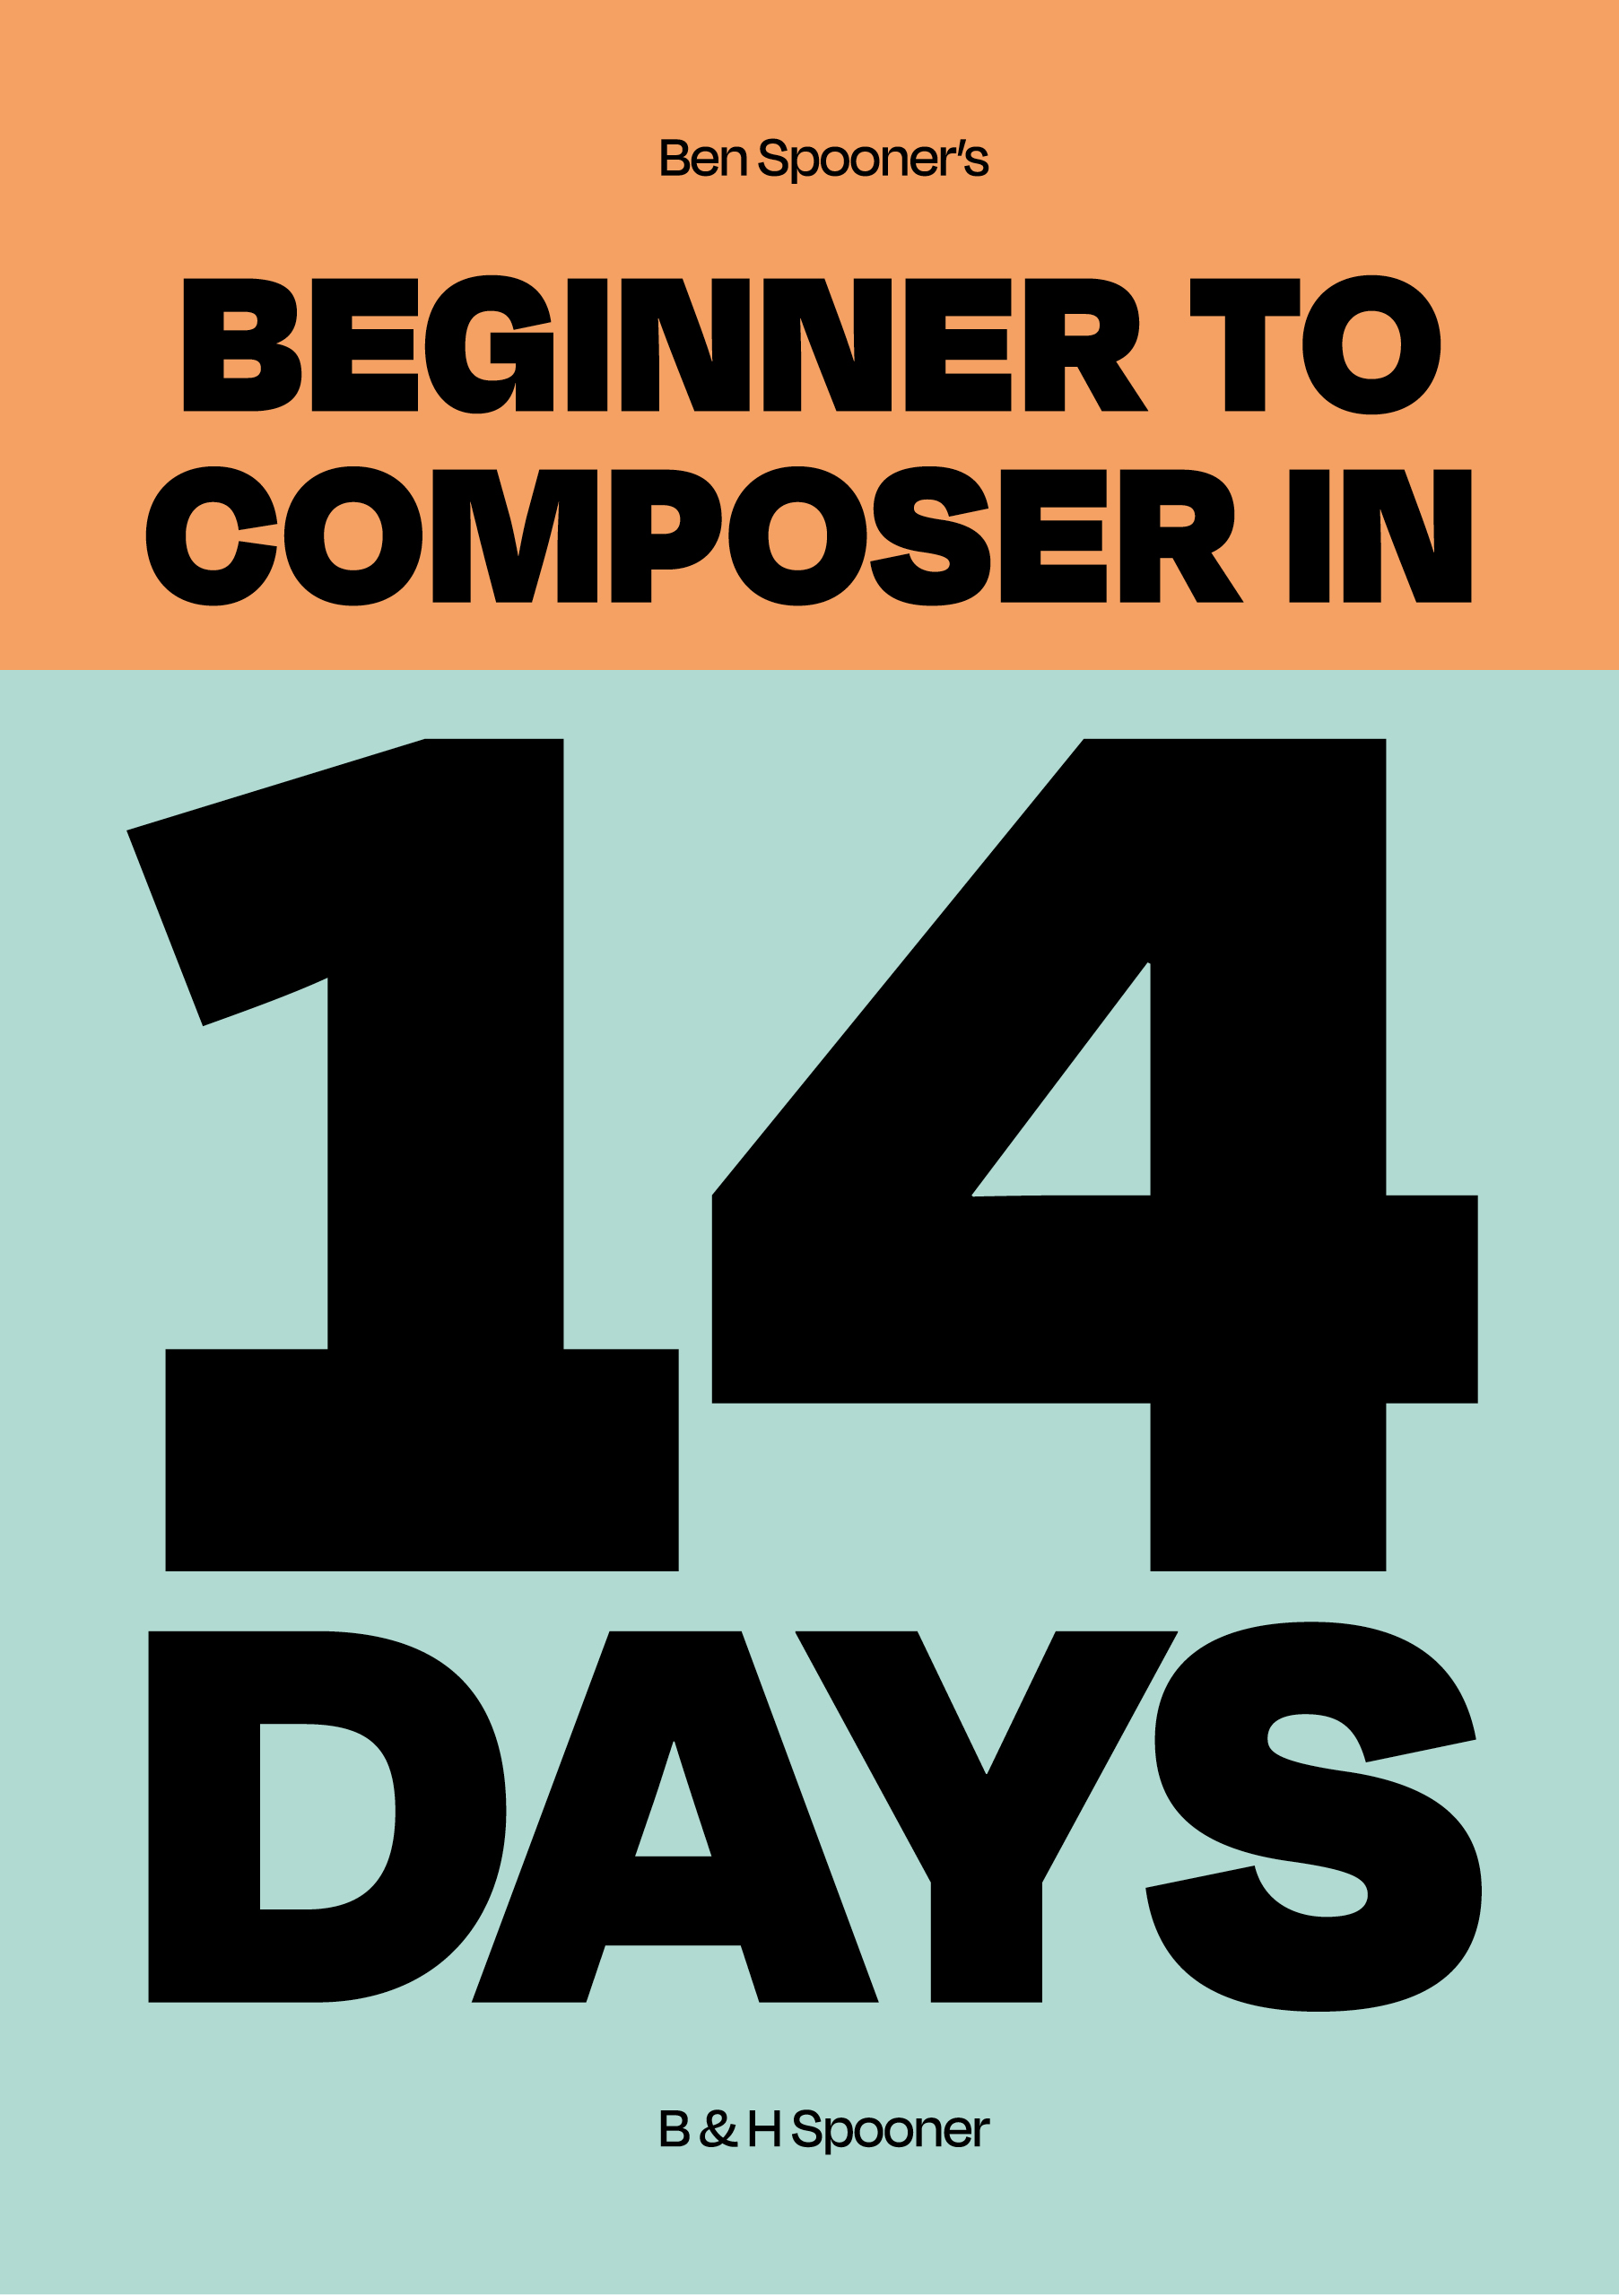 Ben Spooner's
BEGINNER TO
COMPOSER IN
14
DAYS
B & H Spooner